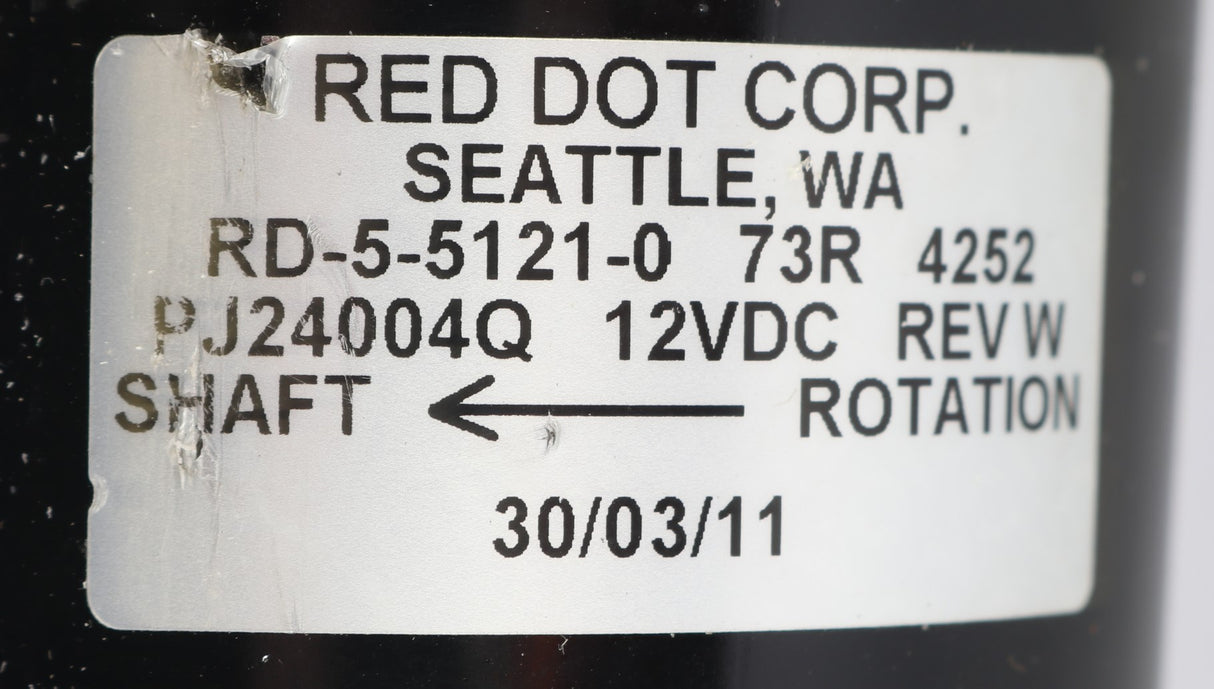 RED DOT CORP.
SEATTLE, WA
RD-5-5121-0 73R 4252
PJ24004Q 12VDC REV W
SHAFT ← ROTATION
30/03/11